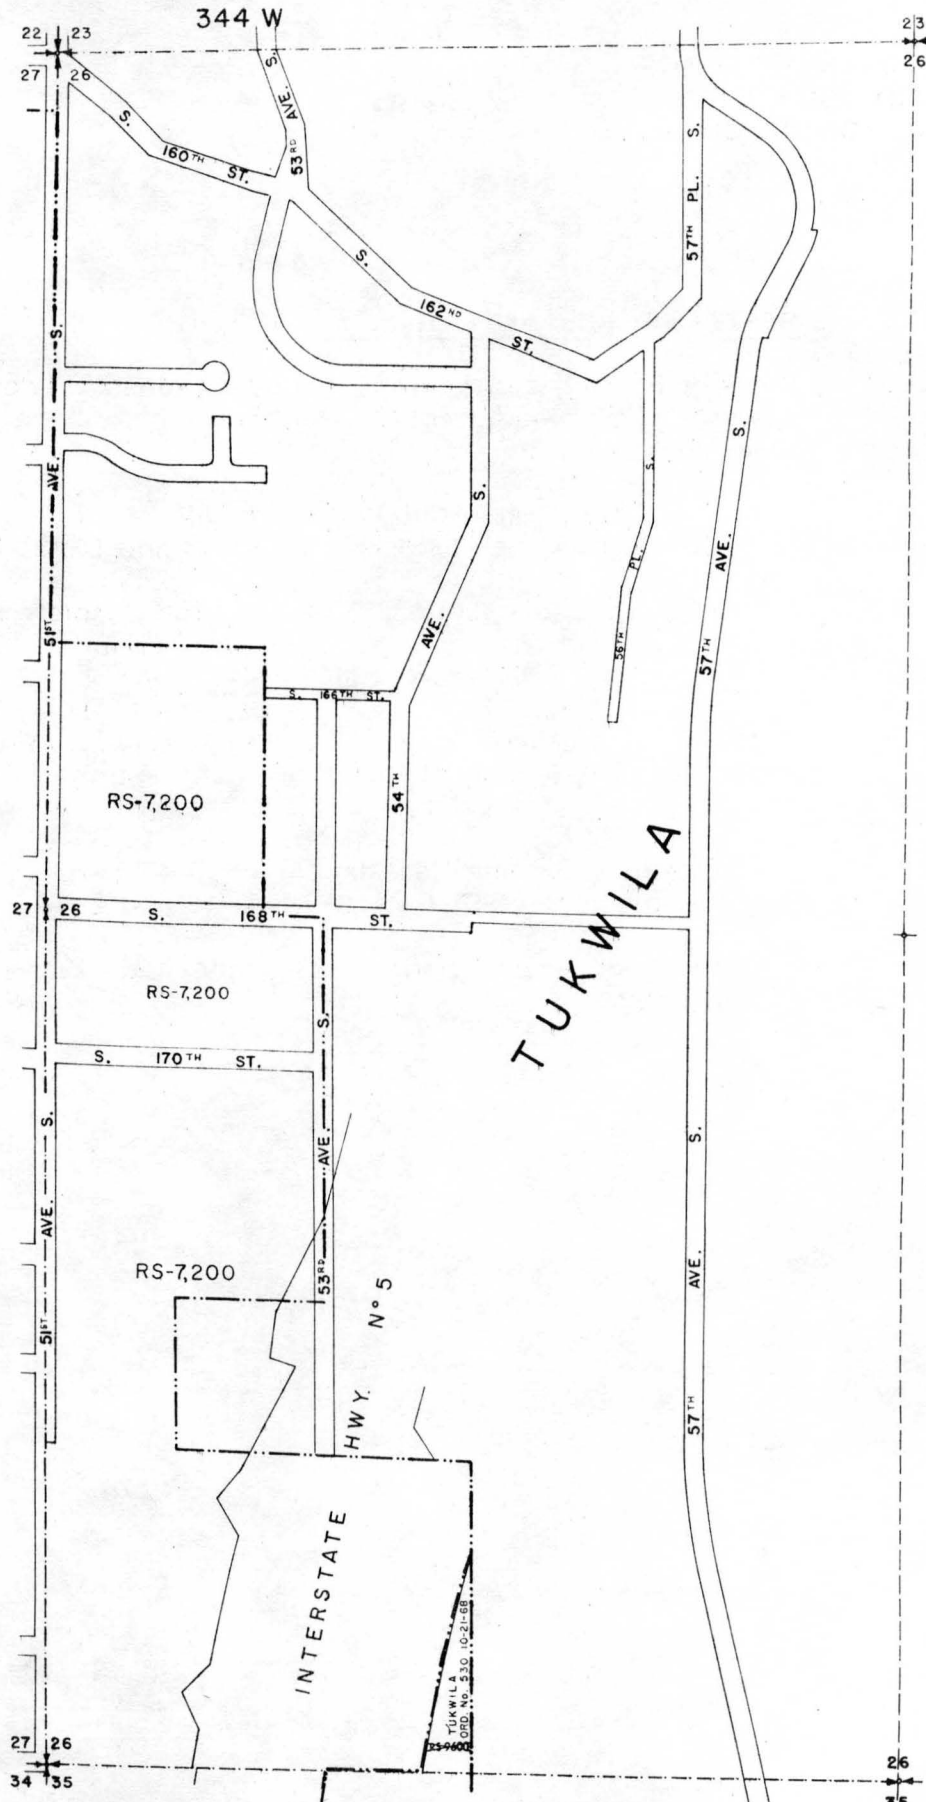 344 W
22 23
27 26
23
26
S. 160TH ST.
53RD AVE. S.
S. 162ND ST.
57TH PL. S.
51ST AVE. S.
54TH AVE. S.
56TH PL. S.
57TH AVE. S.
S. 166TH ST.
RS-7,200
TUKWILA
27 26
S. 168TH ST.
RS-7,200
S. 170TH ST.
51ST AVE. S.
53RD AVE. S.
57TH AVE. S.
RS-7,200
INTERSTATE HWY. Nº 5
TUKWILA
ORD. No. 530 10-21-68
RS-9600
27 26
34 35
26
35